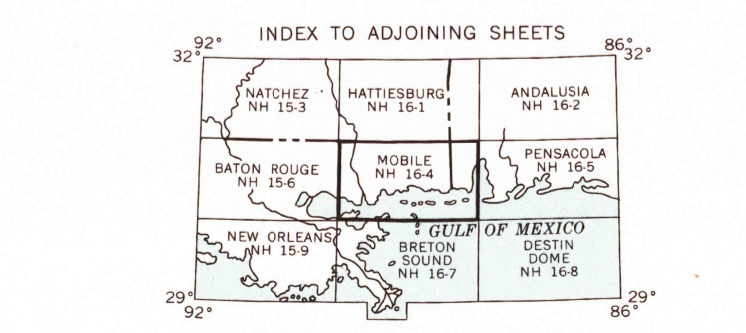 INDEX TO ADJOINING SHEETS
92°
86°
32°
32°
NATCHEZ
NH 15-3
HATTIESBURG
NH 16-1
ANDALUSIA
NH 16-2
BATON ROUGE
NH 15-6
MOBILE
NH 16-4
PENSACOLA
NH 16-5
GULF OF MEXICO
NEW ORLEANS
NH 15-9
BRETON
SOUND
NH 16-7
DESTIN
DOME
NH 16-8
29°
29°
92°
86°